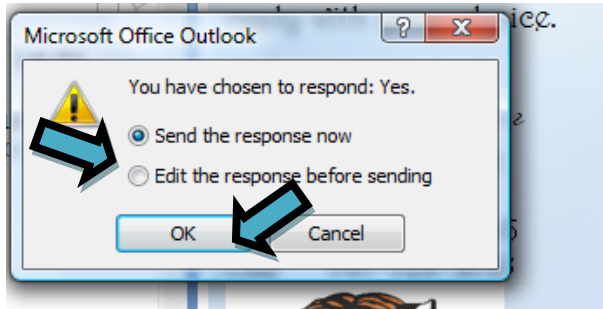 ice.
Microsoft Office Outlook
You have chosen to respond: Yes.
Send the response now
Edit the response before sending
OK
Cancel